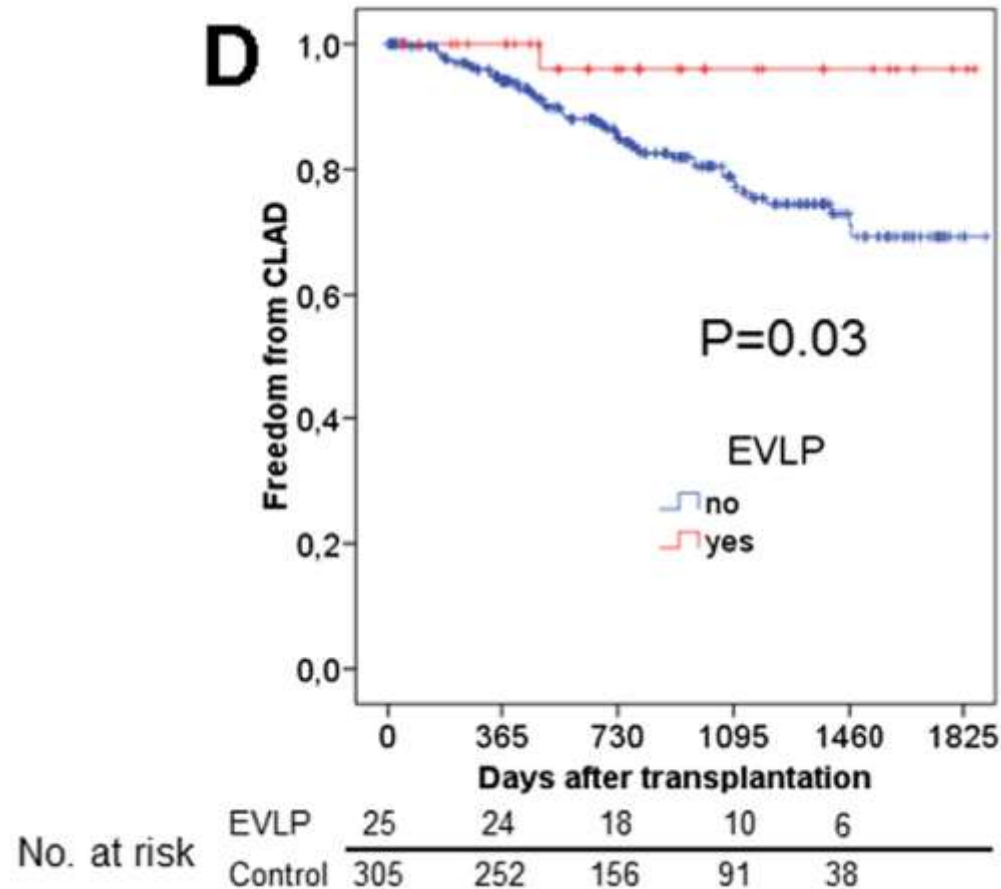 D
1,0
0,8
0,6
0,4
0,2
0,0
Freedom from CLAD
P=0.03
EVLP
no
yes
0 365 730 1095 1460 1825
Days after transplantation
EVLP 25 24 18 10 6
No. at risk
Control 305 252 156 91 38